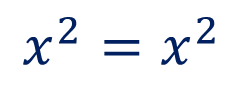 x² = x²